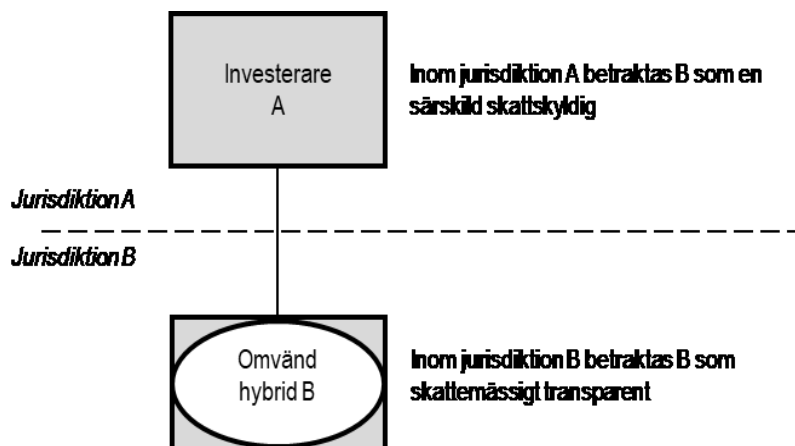 Investerare
A
Inom jurisdiktion A betraktas B som en
särskild skattskyldig
Jurisdiktion A
Jurisdiktion B
Omvänd
hybrid B
Inom jurisdiktion B betraktas B som
skattemässigt transparent